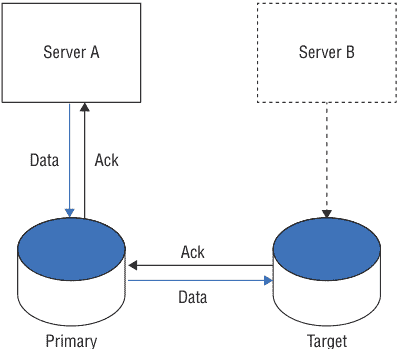 Server A
Server B
Data
Ack
Ack
Data
Primary
Target